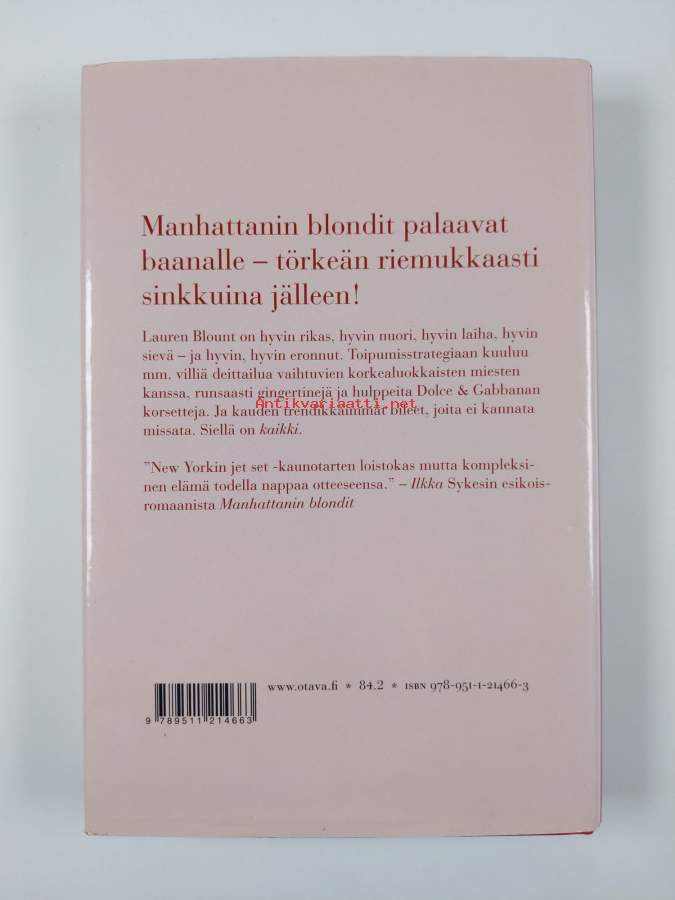 Manhattanin blondit palaavat
baanalle – törkeän riemukkaasti
sinkkuina jälleen!
Lauren Blount on hyvin rikas, hyvin nuori, hyvin laiha, hyvin
sievä – ja hyvin, hyvin eronnut. Toipumisstrategiaan kuuluu
mm. villiä deittailua vaihtuvien korkealuokkaisten miesten
kanssa, runsaasti gingertinejä ja hulppeita Dolce & Gabbanan
Antikvariaatti.net
korsetteja. Ja kauden trendikkäimmät bileet, joita ei kannata
missata. Siellä on kaikki.
”New Yorkin jet set -kaunotarten loistokas mutta kompleksi-
nen elämä todella nappaa otteeseensa.” – Ilkka Sykesin esikois-
romaanista Manhattanin blondit
www.otava.fi * 84.2 * ISBN 978-951-1-21466-3
9 789511 214663